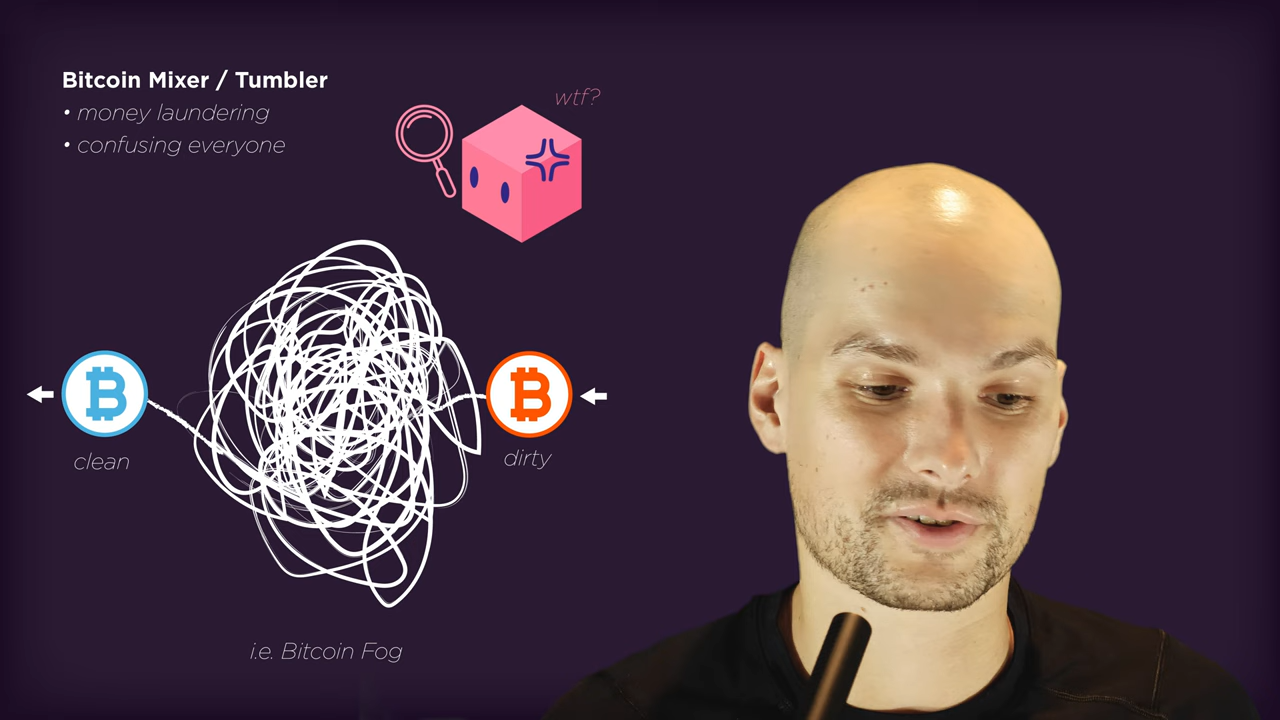 Bitcoin Mixer / Tumbler
• money laundering
• confusing everyone
wtf?
clean
dirty
i.e. Bitcoin Fog